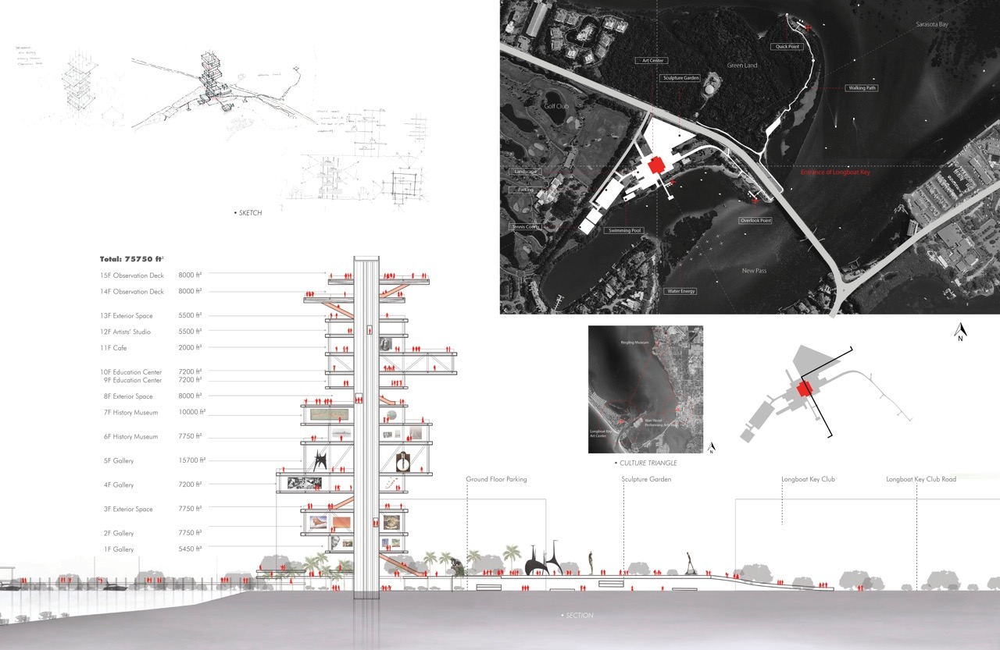 • SKETCH
Sarasota Bay
Quick Point
Art Center
Green Land
Sculpture Garden
Walking Path
Golf Club
Landscape
Entrance of Longboat Key
Parking
Overlook Point
Tennis Courts
Swimming Pool
New Pass
Water Energy
N
Total: 75750 ft²
15F Observation Deck 8000 ft²
14F Observation Deck 8000 ft²
13F Exterior Space 5500 ft²
12F Artists' Studio 5500 ft²
11F Cafe 2000 ft²
10F Education Center 7200 ft²
9F Education Center 7200 ft²
8F Exterior Space 8000 ft²
7F History Museum 10000 ft²
6F History Museum 7750 ft²
5F Gallery 15700 ft²
4F Gallery 7200 ft²
3F Exterior Space 7750 ft²
2F Gallery 7750 ft²
1F Gallery 5450 ft²
Ringling Museum
Van Wezel
Performing Arts
Longboat Key
Art Center
N
• CULTURE TRIANGLE
Ground Floor Parking
Sculpture Garden
Longboat Key Club
Longboat Key Club Road
• SECTION